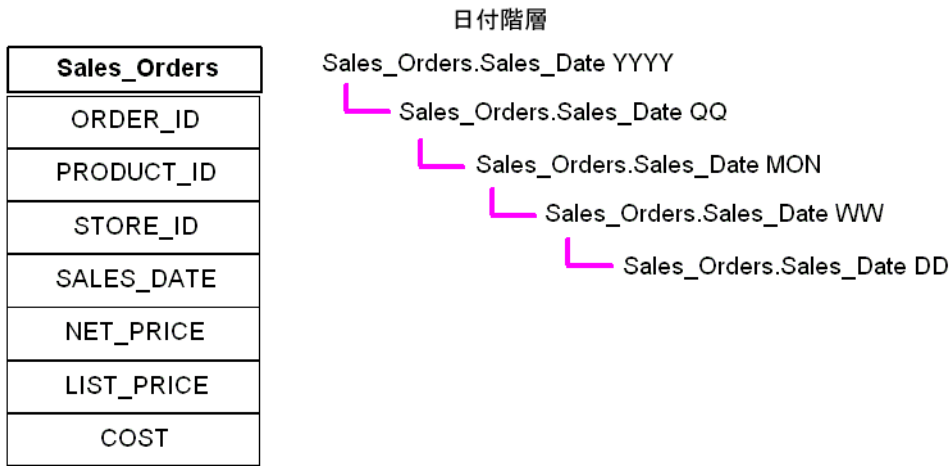 日付階層
Sales_Orders
ORDER_ID
PRODUCT_ID
STORE_ID
SALES_DATE
NET_PRICE
LIST_PRICE
COST
Sales_Orders.Sales_Date YYYY
Sales_Orders.Sales_Date QQ
Sales_Orders.Sales_Date MON
Sales_Orders.Sales_Date WW
Sales_Orders.Sales_Date DD